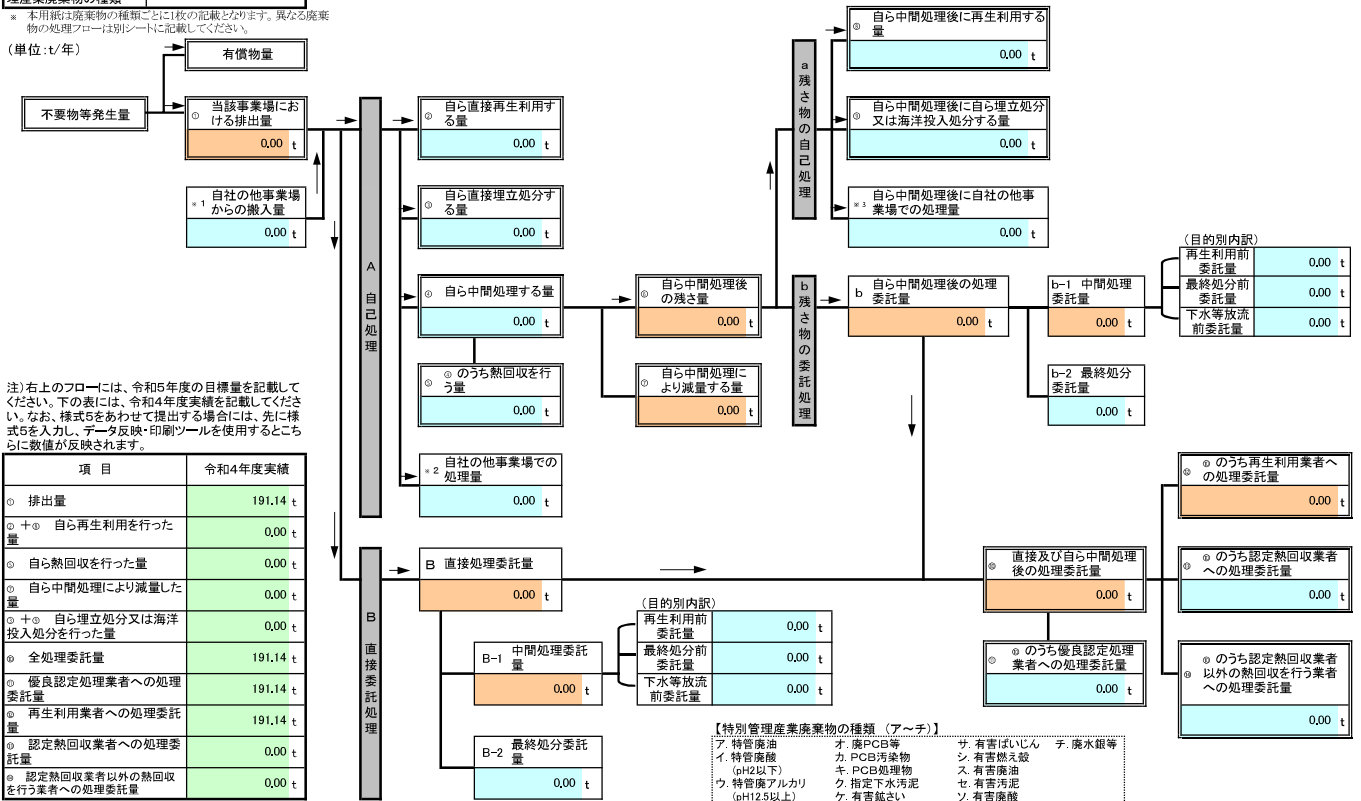 理産業廃棄物の種類
※ 本用紙は廃棄物の種類ごとに1枚の記載となります。異なる廃棄
物の処理フローは別シートに記載してください。
(単位:t/年)
有償物量
不要物等発生量
① 当該事業場にお
ける排出量
0.00 t
※1 自社の他事業場
からの搬入量
0.00 t
A 自己処理
② 自ら直接再生利用す
る量
0.00 t
③ 自ら直接埋立処分す
る量
0.00 t
④ 自ら中間処理する量
0.00 t
⑤ ④のうち熱回収を行
う量
0.00 t
※2 自社の他事業場での
処理量
0.00 t
⑥ 自ら中間処理後
の残さ量
0.00 t
⑦ 自ら中間処理に
より減量する量
0.00 t
a 残さ物の自己処理
⑧ 自ら中間処理後に再生利用する
量
0.00 t
⑨ 自ら中間処理後に自ら埋立処分
又は海洋投入処分する量
0.00 t
※3 自ら中間処理後に自社の他事
業場での処理量
0.00 t
b 残さ物の委託処理
b 自ら中間処理後の処理
委託量
0.00 t
b-1 中間処理
委託量
0.00 t
b-2 最終処分
委託量
0.00 t
(目的別内訳)
再生利用前
委託量 0.00 t
最終処分前
委託量 0.00 t
下水等放流
前委託量 0.00 t
注)右上のフローには、令和5年度の目標量を記載して
ください。下の表には、令和4年度実績を記載してくださ
い。なお、様式5をあわせて提出する場合には、先に様
式5を入力し、データ反映・印刷ツールを使用するとこち
らに数値が反映されます。
項 目 令和4年度実績
① 排出量 191.14 t
②+⑧ 自ら再生利用を行った
量 0.00 t
⑤ 自ら熱回収を行った量 0.00 t
⑦ 自ら中間処理により減量した
量 0.00 t
③+⑨ 自ら埋立処分又は海洋
投入処分を行った量 0.00 t
⑩ 全処理委託量 191.14 t
⑪ 優良認定処理業者への処理
委託量 191.14 t
⑫ 再生利用業者への処理委託
量 191.14 t
⑬ 認定熱回収業者への処理委
託量 0.00 t
⑭ 認定熱回収業者以外の熱回収
を行う業者への処理委託量 0.00 t
B 直接委託処理
B 直接処理委託量
0.00 t
B-1 中間処理委託
量
0.00 t
B-2 最終処分委託
量
0.00 t
(目的別内訳)
再生利用前
委託量 0.00 t
最終処分前
委託量 0.00 t
下水等放流
前委託量 0.00 t
⑩ 直接及び自ら中間処理
後の処理委託量
0.00 t
⑪ ⑩のうち優良認定処理
業者への処理委託量
0.00 t
⑫ ⑩のうち再生利用業者へ
の処理委託量
0.00 t
⑬ ⑩のうち認定熱回収業者
への処理委託量
0.00 t
⑭ ⑩のうち認定熱回収業者
以外の熱回収を行う業者
への処理委託量
0.00 t
【特別管理産業廃棄物の種類 (ア~チ)】
ア. 特管廃油 オ. 廃PCB等 サ. 有害ばいじん チ. 廃水銀等
イ. 特管廃酸 カ. PCB汚染物 シ. 有害燃え殻
(pH2以下) キ. PCB処理物 ス. 有害廃油
ウ. 特管廃アルカリ ク. 指定下水汚泥 セ. 有害汚泥
(pH12.5以上) ケ. 有害鉱さい ソ. 有害廃酸